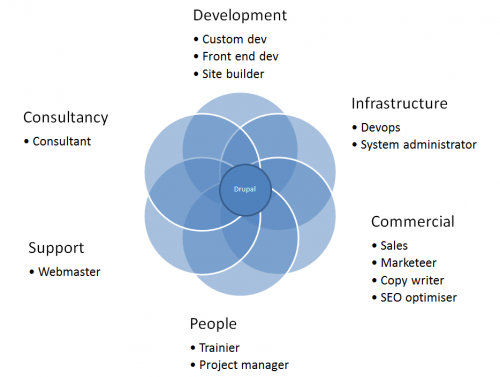 Development
• Custom dev
• Front end dev
• Site builder
Infrastructure
• Devops
• System administrator
Consultancy
• Consultant
Drupal
Commercial
• Sales
• Marketeer
• Copy writer
• SEO optimiser
Support
• Webmaster
People
• Trainier
• Project manager